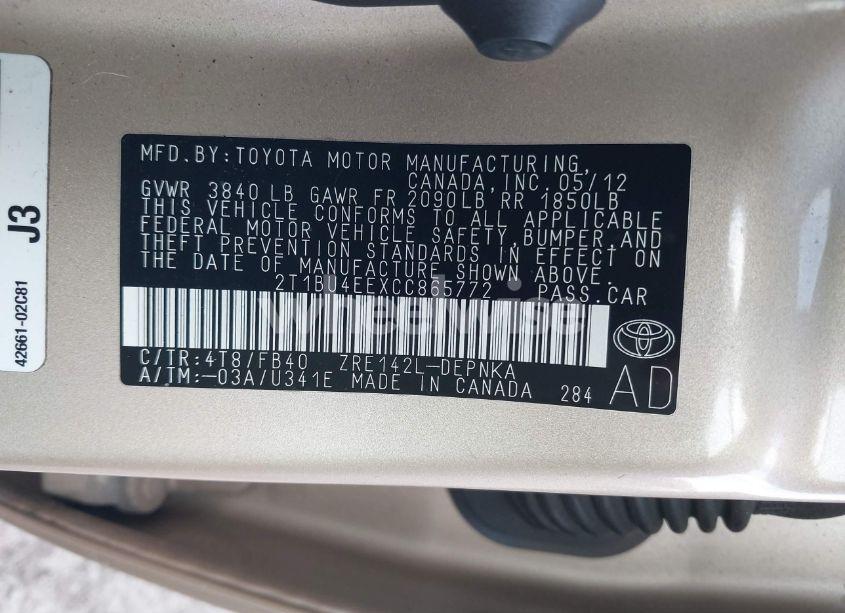 MFD.BY:TOYOTA MOTOR MANUFACTURING,
CANADA,INC.05/12
GVWR 3840 LB GAWR FR 2090LB RR 1850LB
THIS VEHICLE CONFORMS TO ALL APPLICABLE
FEDERAL MOTOR VEHICLE SAFETY,BUMPER,AND
THEFT PREVENTION STANDARDS IN EFFECT ON
THE DATE OF MANUFACTURE SHOWN ABOVE.
2T1BU4EEXCC865772 PASS.CAR
C/TR:4T8/FB40 ZRE142L-DEPNKA
A/TM:-03A/U341E MADE IN CANADA 284
AD
J3
42661-02C81
Wheelwise